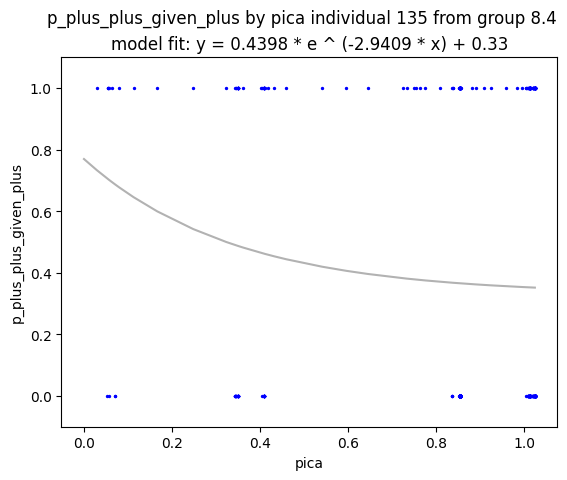 p_plus_plus_given_plus by pica individual 135 from group 8.4
model fit: y = 0.4398 * e ^ (-2.9409 * x) + 0.33
p_plus_plus_given_plus
1.0
0.8
0.6
0.4
0.2
0.0
0.0 0.2 0.4 0.6 0.8 1.0
pica